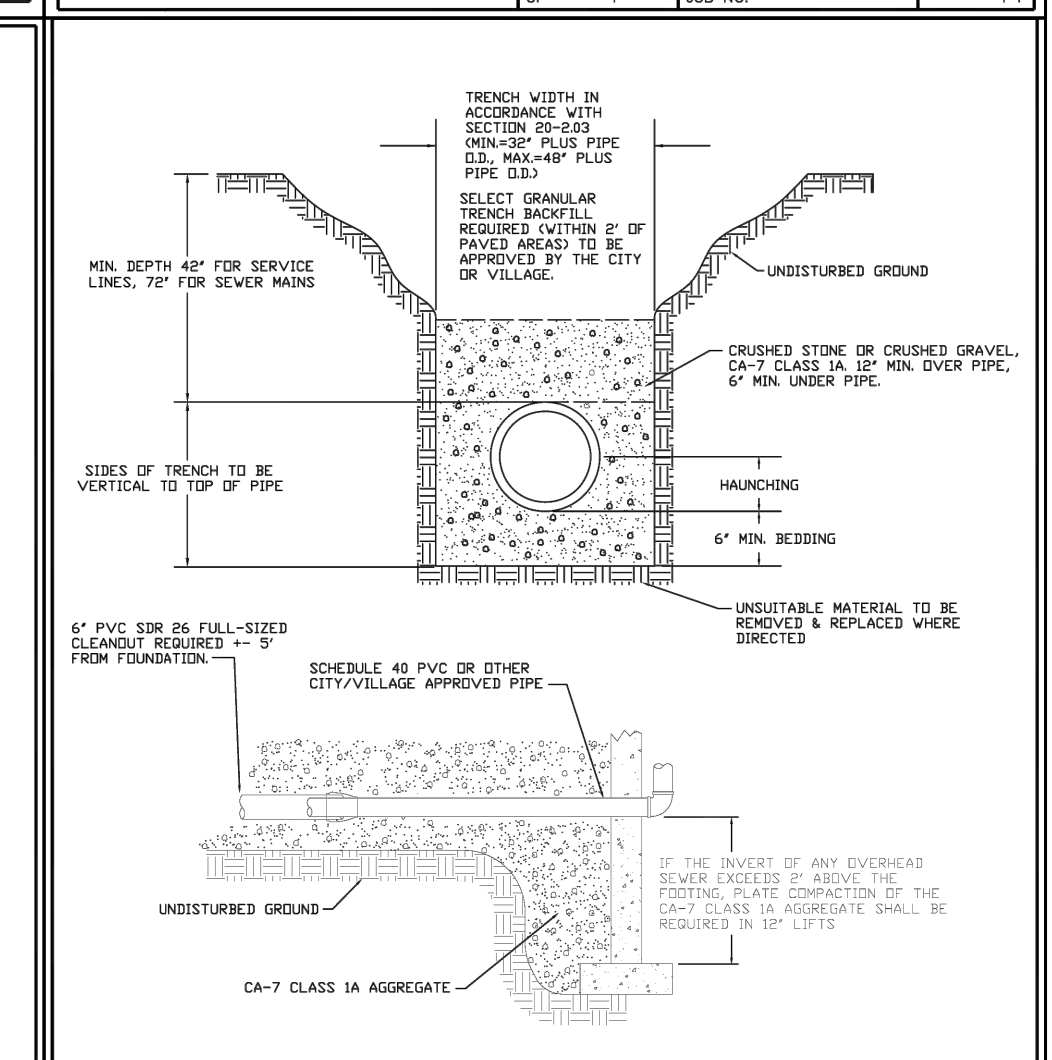 JOB NO.
TRENCH WIDTH IN
ACCORDANCE WITH
SECTION 20-2.03
(MIN.=32" PLUS PIPE
O.D., MAX.=48" PLUS
PIPE O.D.)
SELECT GRANULAR
TRENCH BACKFILL
REQUIRED (WITHIN 2' OF
PAVED AREAS) TO BE
APPROVED BY THE CITY
OR VILLAGE.
MIN. DEPTH 42" FOR SERVICE
LINES, 72" FOR SEWER MAINS
UNDISTURBED GROUND
CRUSHED STONE OR CRUSHED GRAVEL,
CA-7 CLASS 1A. 12" MIN. OVER PIPE,
6" MIN. UNDER PIPE.
SIDES OF TRENCH TO BE
VERTICAL TO TOP OF PIPE
HAUNCHING
6" MIN. BEDDING
UNSUITABLE MATERIAL TO BE
REMOVED & REPLACED WHERE
DIRECTED
6" PVC SDR 26 FULL-SIZED
CLEANOUT REQUIRED +- 5'
FROM FOUNDATION.
SCHEDULE 40 PVC OR OTHER
CITY/VILLAGE APPROVED PIPE
IF THE INVERT OF ANY OVERHEAD
SEWER EXCEEDS 2' ABOVE THE
FOOTING, PLATE COMPACTION OF THE
CA-7 CLASS 1A AGGREGATE SHALL BE
REQUIRED IN 12" LIFTS
UNDISTURBED GROUND
CA-7 CLASS 1A AGGREGATE